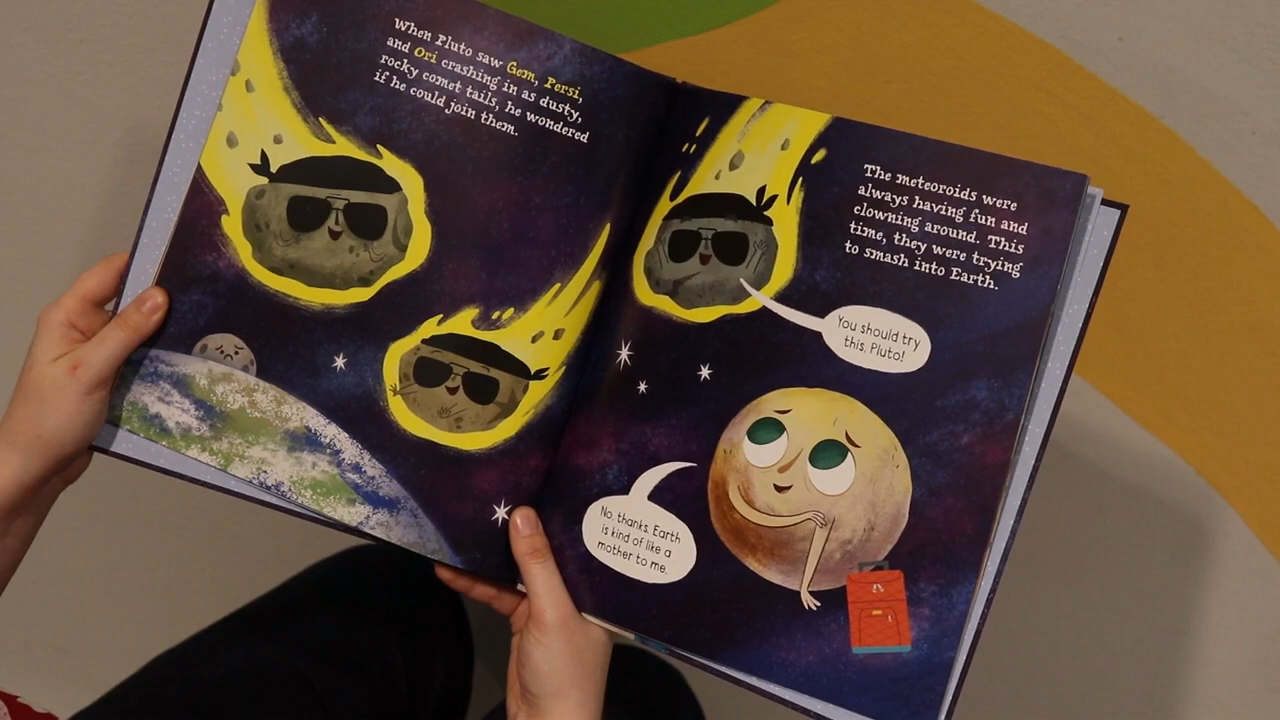 When Pluto saw Gem, Persi,
and Ori crashing in as dusty,
rocky comet tails, he wondered
if he could join them.
The meteoroids were
always having fun and
clowning around. This
time, they were trying
to smash into Earth.
You should try
this, Pluto!
No, thanks. Earth
is kind of like a
mother to me.